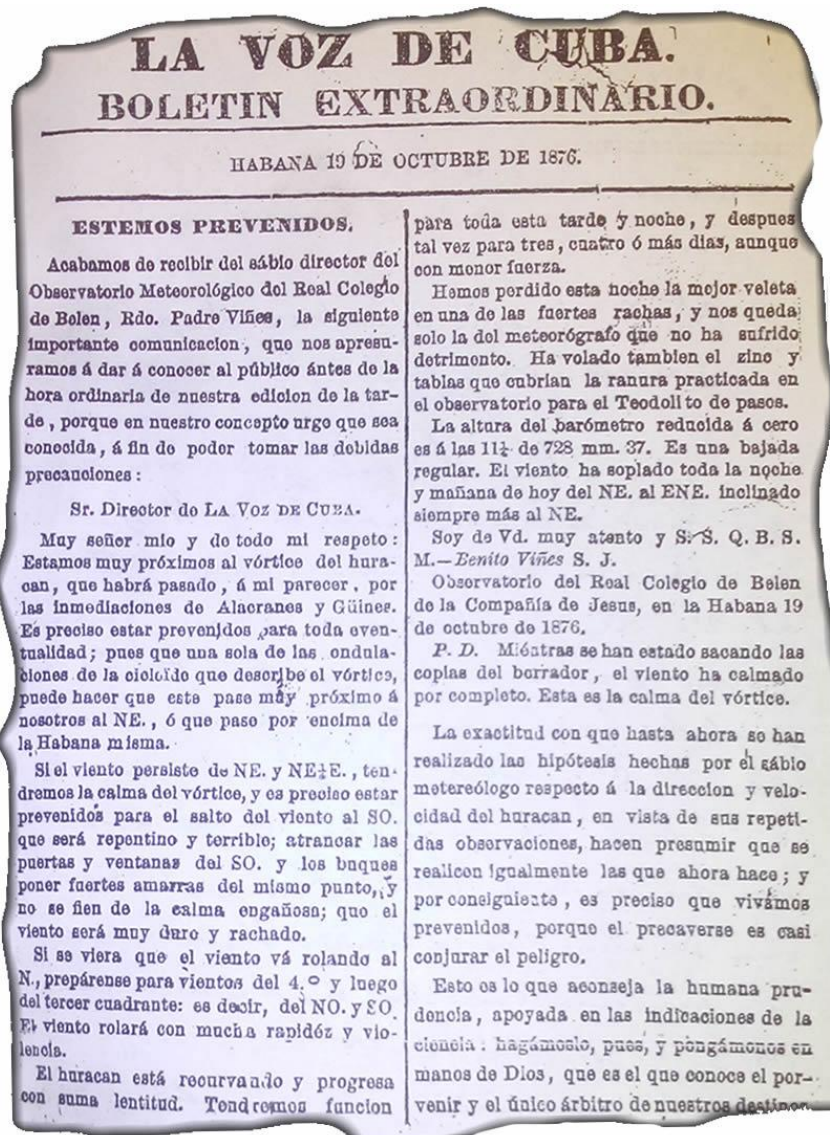 LA VOZ DE CUBA.
BOLETIN EXTRAORDINARIO.
HABANA 19 DE OCTUBRE DE 1876.
ESTEMOS PREVENIDOS.
Acabamos de recibir del sábio director del
Observatorio Meteorológico del Real Colegio
de Belen, Rdo. Padre Viñes, la siguiente
importante comunicacion, que nos apresu-
ramos á dar á conocer al público ántes de la
hora ordinaria de nuestra edicion de la tar-
de, porque en nuestro concepto urge que sea
conocida, á fin de poder tomar las debidas
precauciones:
Sr. Director de LA VOZ DE CUBA.
Muy señor mio y de todo mi respeto:
Estamos muy próximos al vórtice del hura-
can, que habrá pasado, á mi parecer, por
las inmediaciones de Alacranes y Güines.
Es preciso estar prevenidos para toda even-
tualidad; pues que una sola de las ondula-
ciones de la cicloide que describe el vórtice,
puede hacer que este pase muy próximo á
nosotros al NE., ó que pase por encima de
la Habana misma.
Si el viento persiste de NE. y NE¼E., ten-
dremos la calma del vórtice, y es preciso estar
prevenidos para el salto del viento al SO.
que será repentino y terrible; atrancar las
puertas y ventanas del SO. y los buques
poner fuertes amarras del mismo punto, y
no se fien de la calma engañosa; que el
viento será muy duro y rachado.
Si se viera que el viento vá rolando al
N., prepárense para vientos del 4.º y luego
del tercer cuadrante: es decir, del NO. y SO.
El viento rolará con mucha rapidéz y vio-
lencia.
El huracan está recurvando y progresa
con suma lentitud. Tendremos funcion
para toda esta tarde y noche, y despues
tal vez para tres, cuatro ó más dias, aunque
con menor fuerza.
Hemos perdido esta noche la mejor veleta
en una de las fuertes rachas, y nos queda
solo la del meteorógrafo que no ha sufrido
detrimento. Ha volado tambien el zinc y
tablas que cubrian la ranura practicada en
el observatorio para el Teodolito de pasos.
La altura del barómetro reducida á cero
es á las 11½ de 728 mm. 37. Es una bajada
regular. El viento ha soplado toda la noche
y mañana de hoy del NE. al ENE. inclinado
siempre más al NE.
Soy de Vd. muy atento y S. S. Q. B. S.
M.—Benito Viñes S. J.
Observatorio del Real Colegio de Belen
de la Compañía de Jesus, en la Habana 19
de octubre de 1876.
P. D. Miéntras se han estado sacando las
copias del borrador, el viento ha calmado
por completo. Esta es la calma del vórtice.
La exactitud con que hasta ahora se han
realizado las hipótesis hechas por el sábio
metereólogo respecto á la direccion y velo-
cidad del huracan, en vista de sus repeti-
das observaciones, hacen presumir que se
realicen igualmente las que ahora hace; y
por consiguiente, es preciso que vivamos
prevenidos, porque el precaverse es casi
conjurar el peligro.
Esto es lo que aconseja la humana pru-
dencia, apoyada en las indicaciones de la
ciencia: hagámoslo, pues, y pongámonos en
manos de Dios, que es el que conoce el por-
venir y el único árbitro de nuestros destinos.